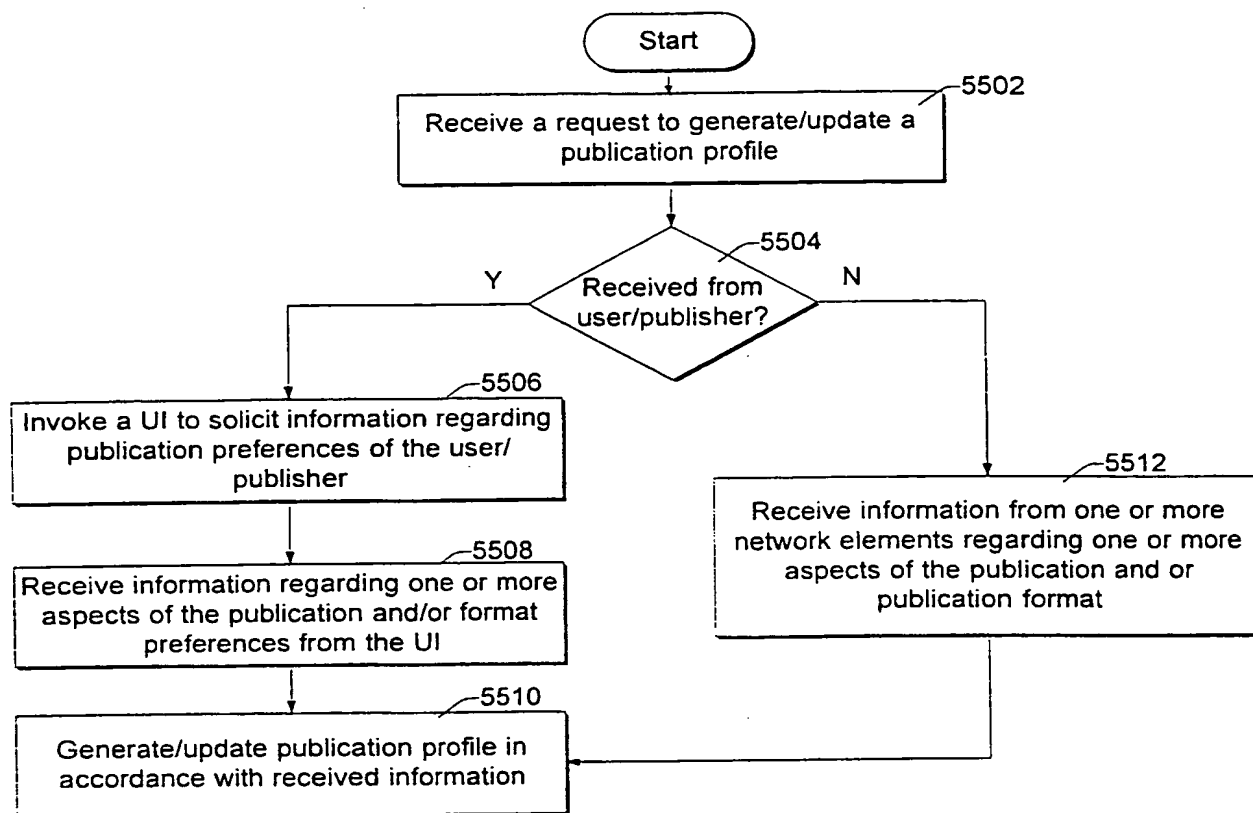 Start
5502
Receive a request to generate/update a
publication profile
5504
Y
N
Received from
user/publisher?
5506
Invoke a UI to solicit information regarding
publication preferences of the user/
publisher
5512
Receive information from one or more
network elements regarding one or more
aspects of the publication and or
publication format
5508
Receive information regarding one or more
aspects of the publication and/or format
preferences from the UI
5510
Generate/update publication profile in
accordance with received information